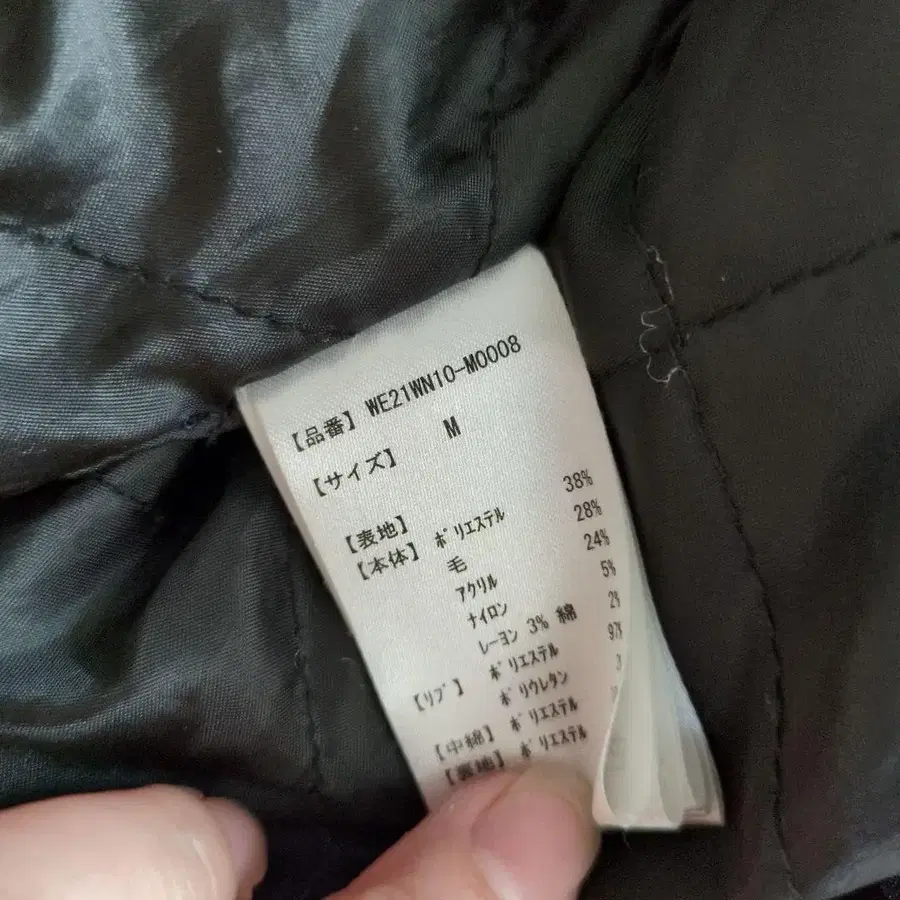 【品番】 WE21WN10-M0008
【サイズ】 M
【表地】
【本体】 ポリエステル 38%
毛 28%
アクリル 24%
ナイロン 5%
レーヨン 3% 綿 2%
【リブ】 ポリエステル 97%
ポリウレタン
【中綿】 ポリエステル
【裏地】 ポリエステル